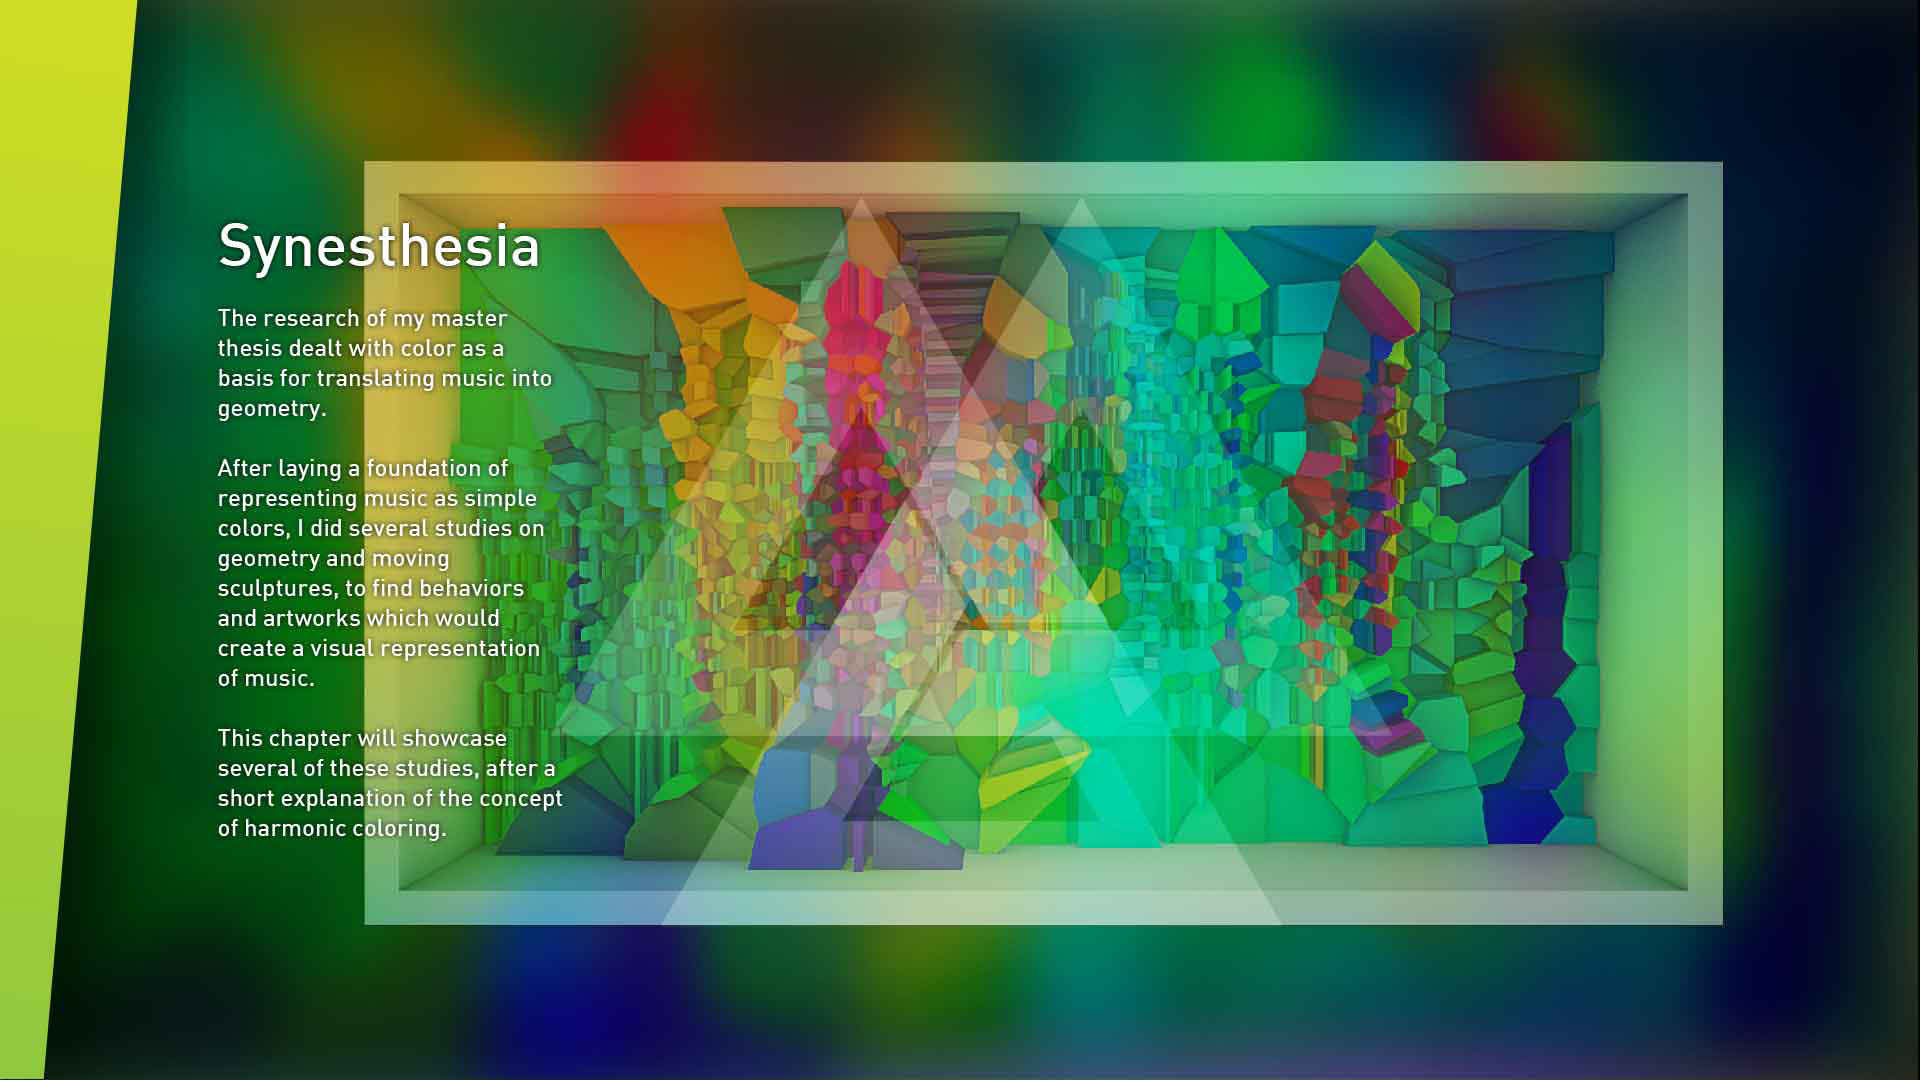 Synesthesia
The research of my master
thesis dealt with color as a
basis for translating music into
geometry.
After laying a foundation of
representing music as simple
colors, I did several studies on
geometry and moving
sculptures, to find behaviors
and artworks which would
create a visual representation
of music.
This chapter will showcase
several of these studies, after a
short explanation of the concept
of harmonic coloring.